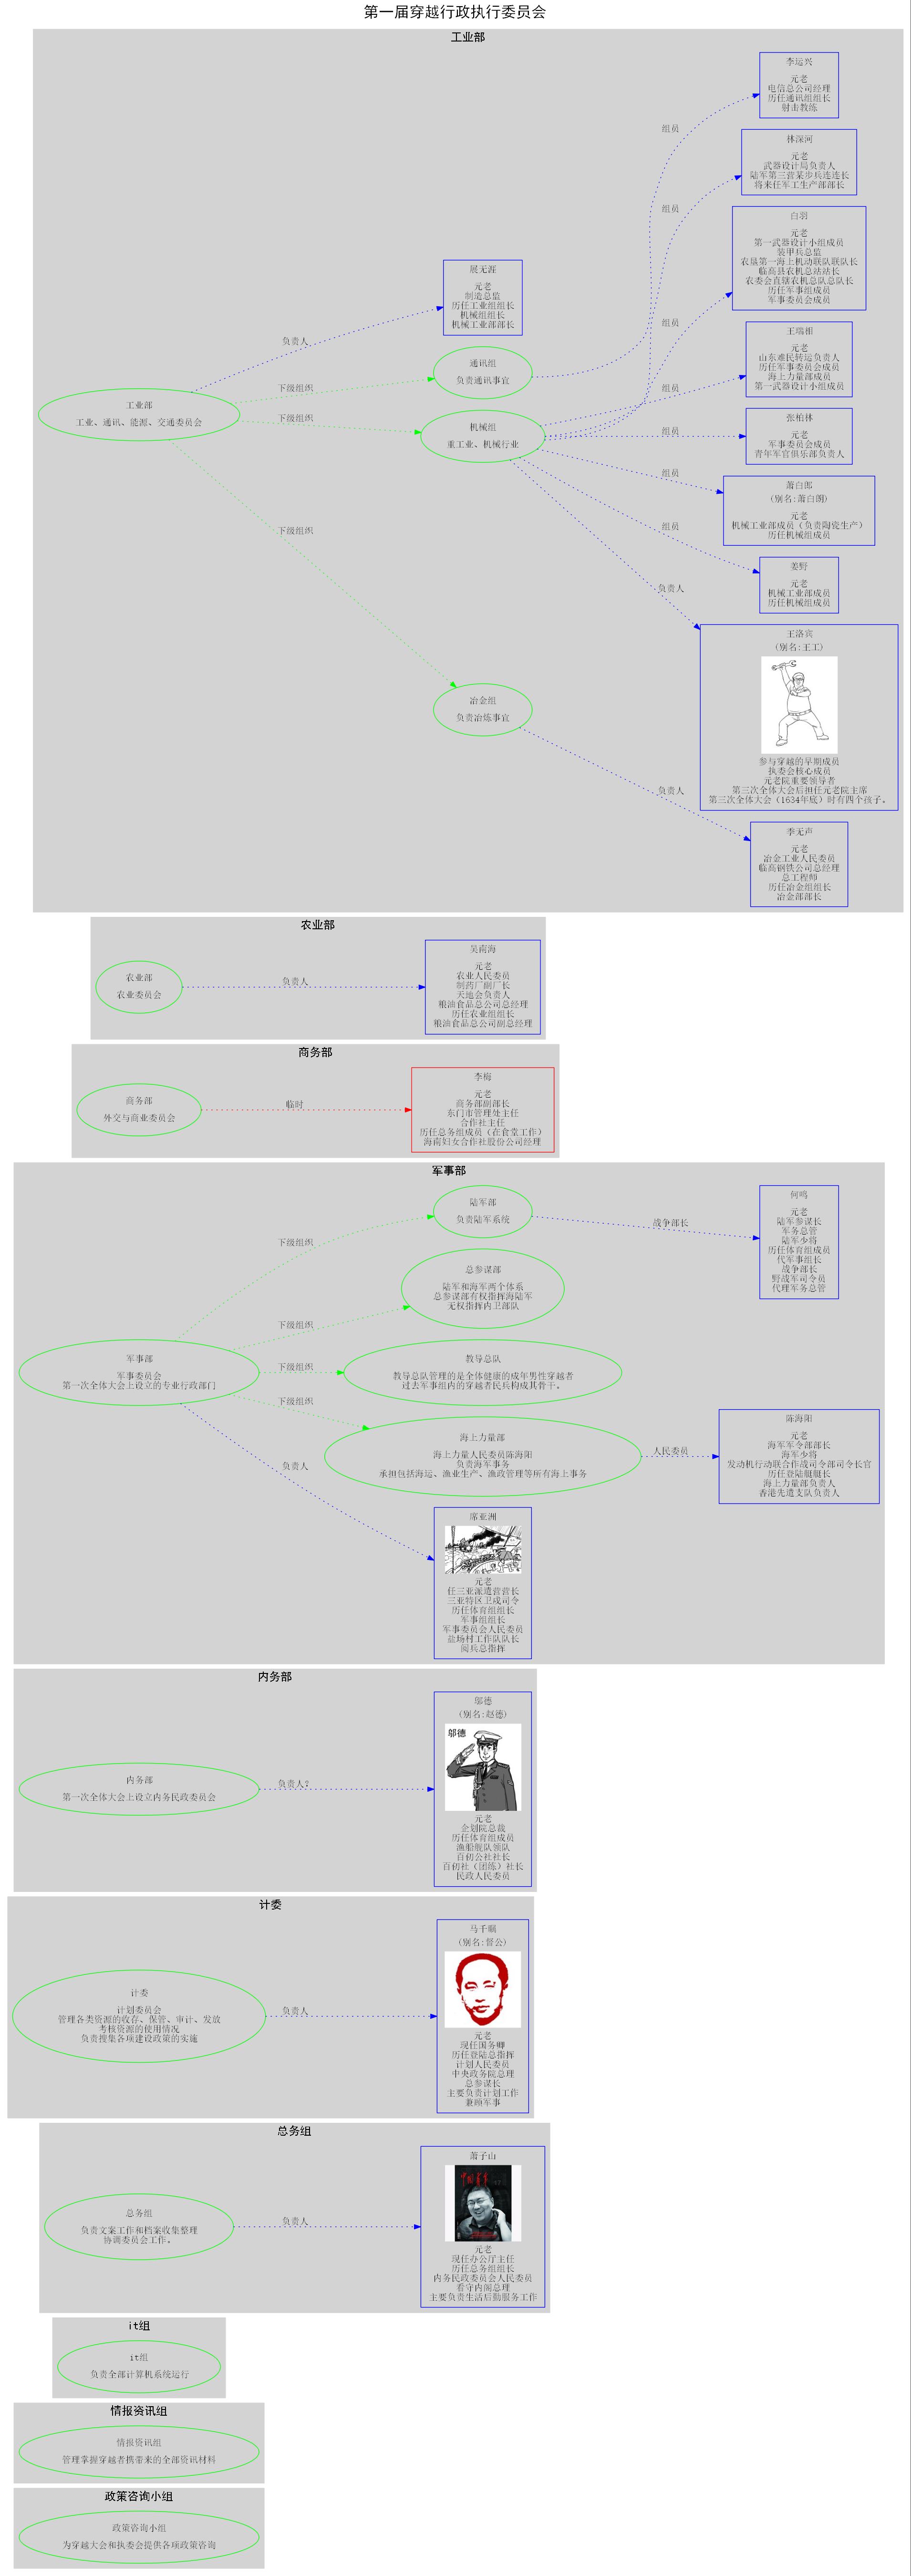 第一届穿越行政执行委员会
工业部
李运兴
元老
电信总公司经理
历任通讯组组长
射击教练
组员
林深河
元老
武器设计局负责人
陆军第三营某步兵连连长
将来任军工生产部部长
组员
白羽
元老
第一武器设计小组成员
装甲兵总监
农垦第一海上机动联队联队长
临高县农机总站站长
农委会直辖农机总队总队长
历任军事组成员
军事委员会成员
组员
展无涯
元老
制造总监
历任工业组组长
机械组组长
机械工业部部长
负责人
王瑞相
元老
山东难民转运负责人
历任军事委员会成员
海上力量部成员
第一武器设计小组成员
组员
通讯组
负责通讯事宜
下级组织
工业部
工业、通讯、能源、交通委员会
下级组织
机械组
重工业、机械行业
张柏林
元老
军事委员会成员
青年军官俱乐部负责人
组员
萧白郎
(别名:萧白朗)
元老
机械工业部成员（负责陶瓷生产）
历任机械组成员
组员
姜野
元老
机械工业部成员
历任机械组成员
组员
下级组织
王洛宾
(别名:王工)
参与穿越的早期成员
执委会核心成员
元老院重要领导者
第三次全体大会后担任元老院主席
第三次全体大会（1634年底）时有四个孩子。
负责人
冶金组
负责冶炼事宜
负责人
季无声
元老
冶金工业人民委员
临高钢铁公司总经理
总工程师
历任冶金组组长
冶金部部长
农业部
农业部
农业委员会
负责人
吴南海
元老
农业人民委员
制药厂副厂长
天地会负责人
粮油食品总公司总经理
历任农业组组长
粮油食品总公司副总经理
商务部
商务部
外交与商业委员会
临时
李梅
元老
商务部副部长
东门市管理处主任
合作社主任
历任总务组成员（在食堂工作）
海南妇女合作社股份公司经理
军事部
陆军部
负责陆军系统
战争部长
何鸣
元老
陆军参谋长
军务总管
陆军少将
历任体育组成员
代军事组长
战争部长
野战军司令员
代理军务总管
下级组织
总参谋部
陆军和海军两个体系
总参谋部有权指挥海陆军
无权指挥内卫部队
下级组织
军事部
军事委员会
第一次全体大会上设立的专业行政部门
下级组织
教导总队
教导总队管理的是全体健康的成年男性穿越者
过去军事组内的穿越者民兵构成其骨干。
下级组织
海上力量部
海上力量人民委员陈海阳
负责海军事务
承担包括海运、渔业生产、渔政管理等所有海上事务
人民委员
陈海阳
元老
海军军令部部长
海军少将
发动机行动联合作战司令部司令长官
历任登陆艇艇长
海上力量部负责人
香港先遣支队负责人
负责人
席亚洲
元老
任三亚派遣营营长
三亚特区卫戍司令
历任体育组组长
军事组组长
军事委员会人民委员
盐场村工作队队长
阅兵总指挥
内务部
内务部
第一次全体大会上设立内务民政委员会
负责人?
邬德
(别名:赵德)
邬德
元老
企划院总裁
历任体育组成员
渔船舰队领队
百仞公社社长
百仞社（团练）社长
民政人民委员
计委
计委
计划委员会
管理各类资源的收存、保管、审计、发放
考核资源的使用情况
负责搜集各项建设政策的实施
负责人
马千瞩
(别名:督公)
元老
现任国务卿
历任登陆总指挥
计划人民委员
中央政务院总理
总参谋长
主要负责计划工作
兼顾军事
总务组
总务组
负责文案工作和档案收集整理
协调委员会工作。
负责人
萧子山
元老
现任办公厅主任
历任总务组组长
内务民政委员会人民委员
看守内阁总理
主要负责生活后勤服务工作
it组
it组
负责全部计算机系统运行
情报资讯组
情报资讯组
管理掌握穿越者携带来的全部资讯材料
政策咨询小组
政策咨询小组
为穿越大会和执委会提供各项政策咨询